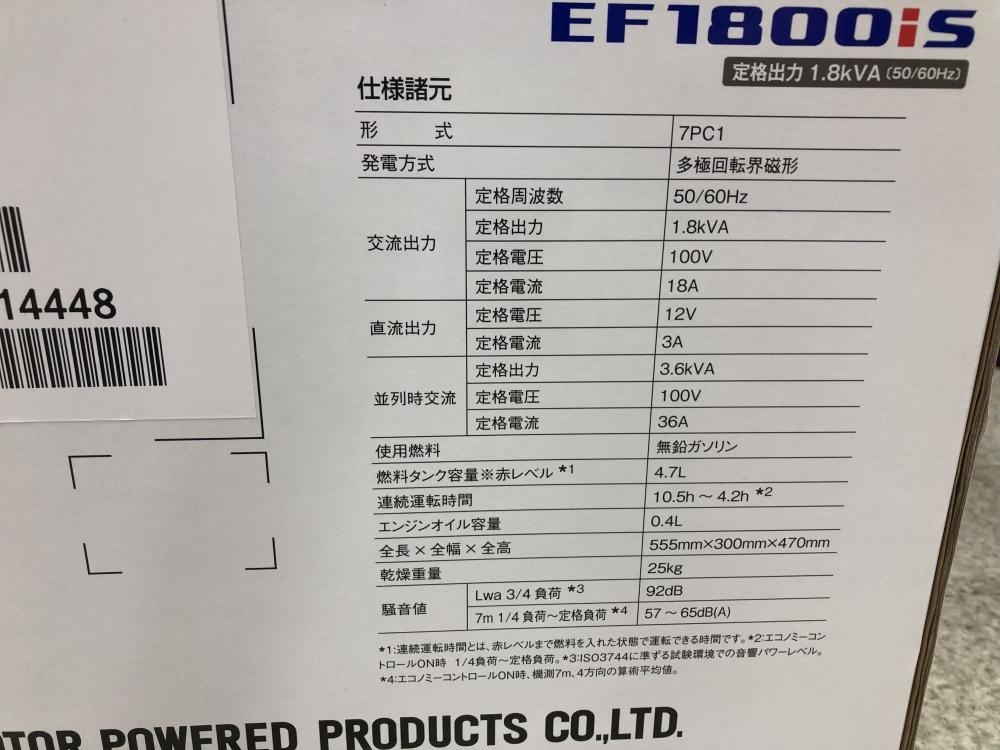 EF1800iS
定格出力 1.8kVA (50/60Hz)
仕様諸元
形 式 7PC1
発電方式 多極回転界磁形
交流出力 定格周波数 50/60Hz
定格出力 1.8kVA
定格電圧 100V
定格電流 18A
直流出力 定格電圧 12V
定格電流 3A
並列時交流 定格出力 3.6kVA
定格電圧 100V
定格電流 36A
使用燃料 無鉛ガソリン
燃料タンク容量※赤レベル *1 4.7L
連続運転時間 10.5h ～ 4.2h *2
エンジンオイル容量 0.4L
全長 × 全幅 × 全高 555mm×300mm×470mm
乾燥重量 25kg
騒音値 Lwa 3/4 負荷 *3 92dB
7m 1/4 負荷～定格負荷 *4 57 ～ 65dB(A)
*1:連続運転時間とは、赤レベルまで燃料を入れた状態で運転できる時間です。*2:エコノミーコン
トロールON時 1/4負荷～定格負荷。*3:ISO3744に準ずる試験環境での音響パワーレベル。
*4:エコノミーコントロールON時、機測7m、4方向の算術平均値。
14448
OTOR POWERED PRODUCTS CO.,LTD.